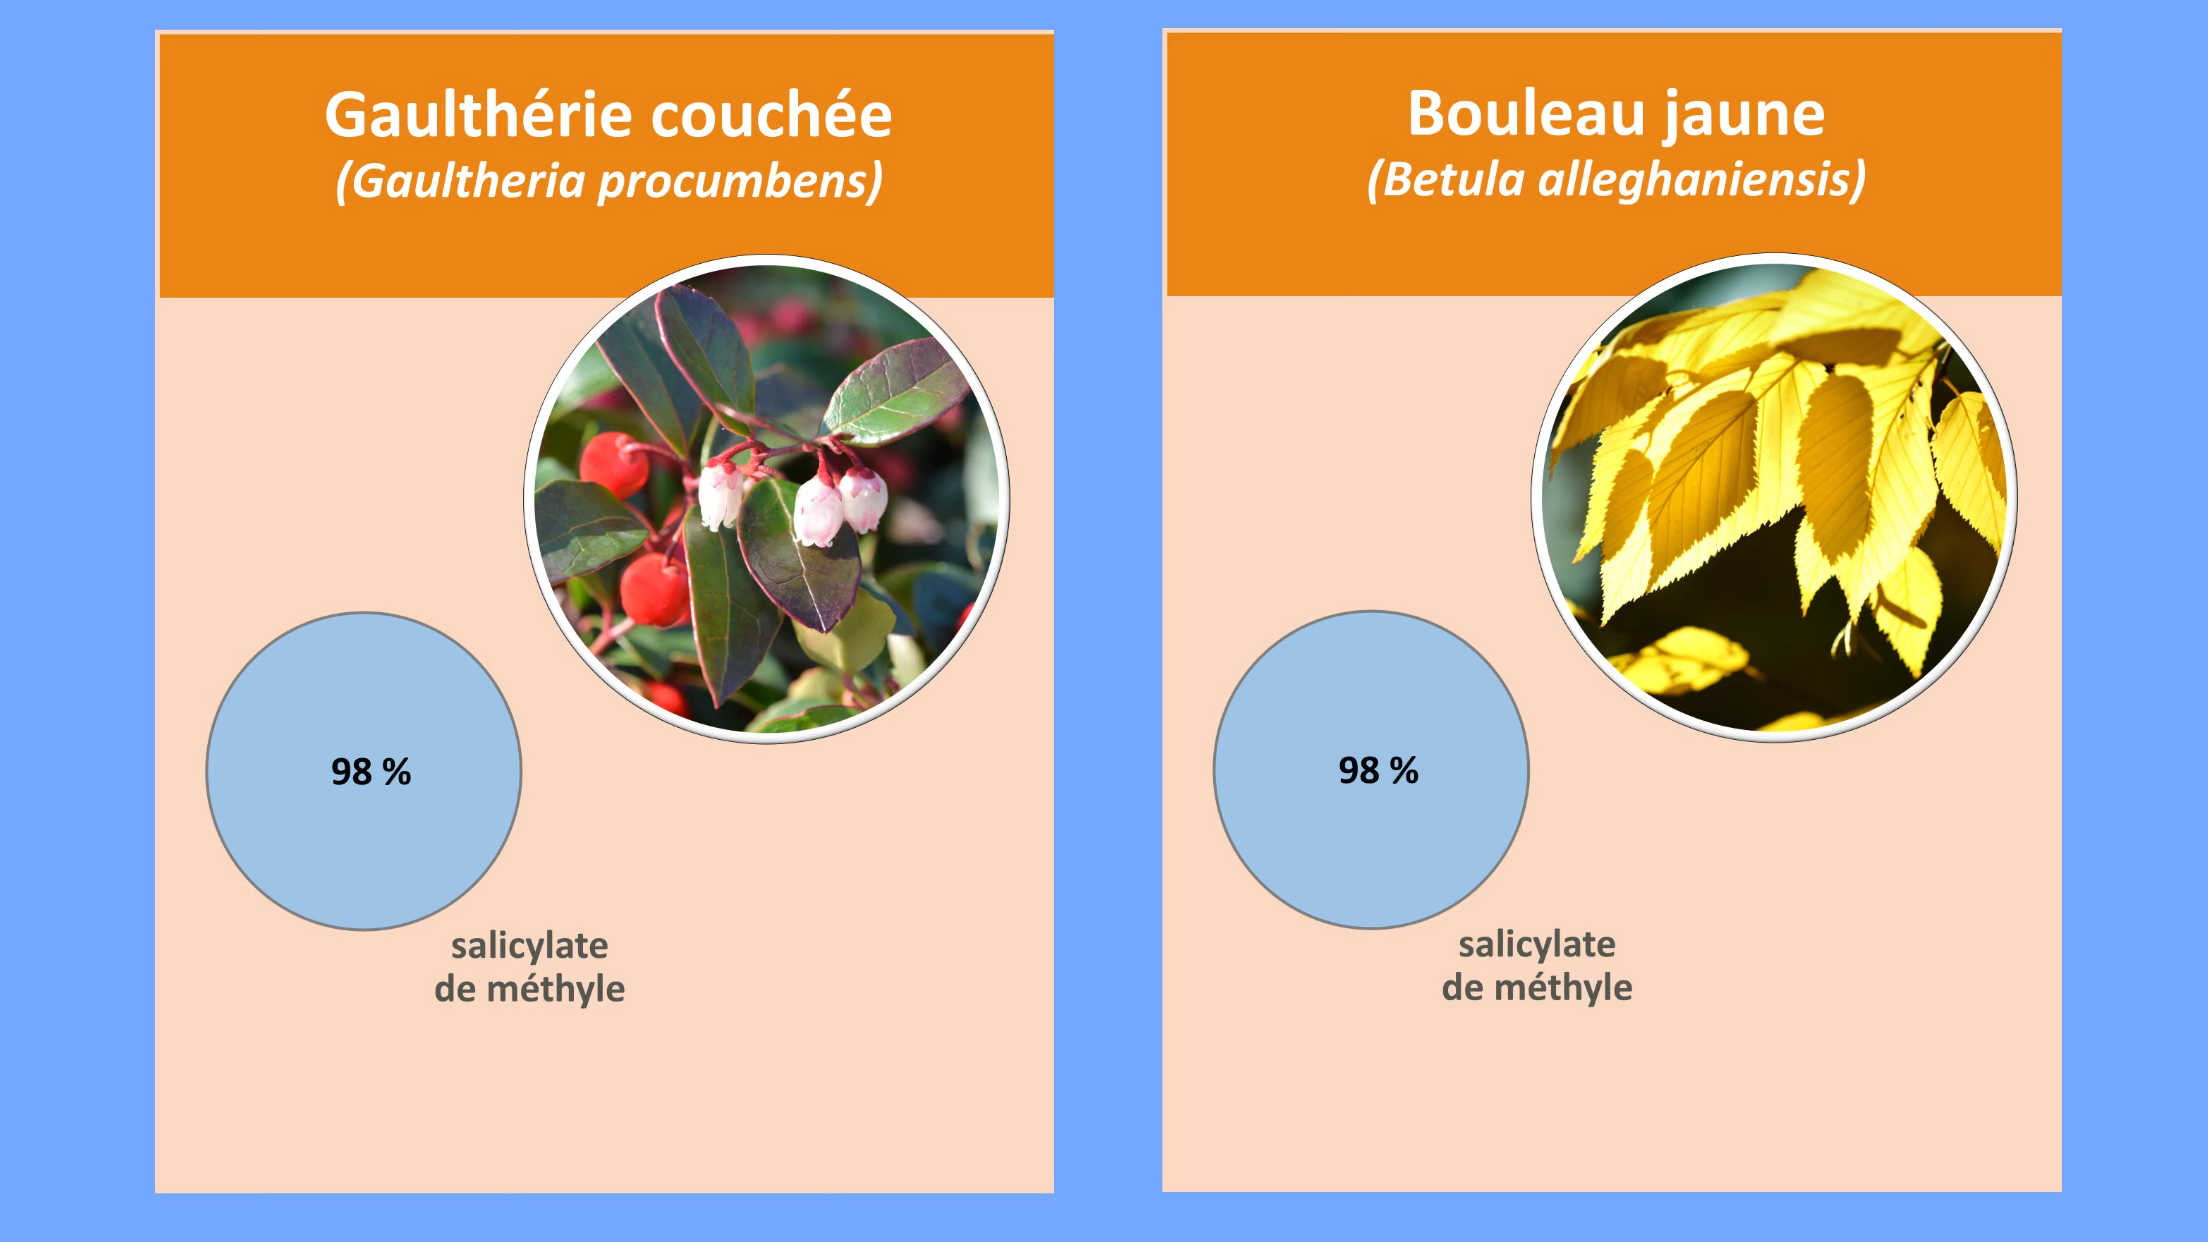 Gaulthérie couchée
(Gaultheria procumbens)
98 %
salicylate
de méthyle
Bouleau jaune
(Betula alleghaniensis)
98 %
salicylate
de méthyle